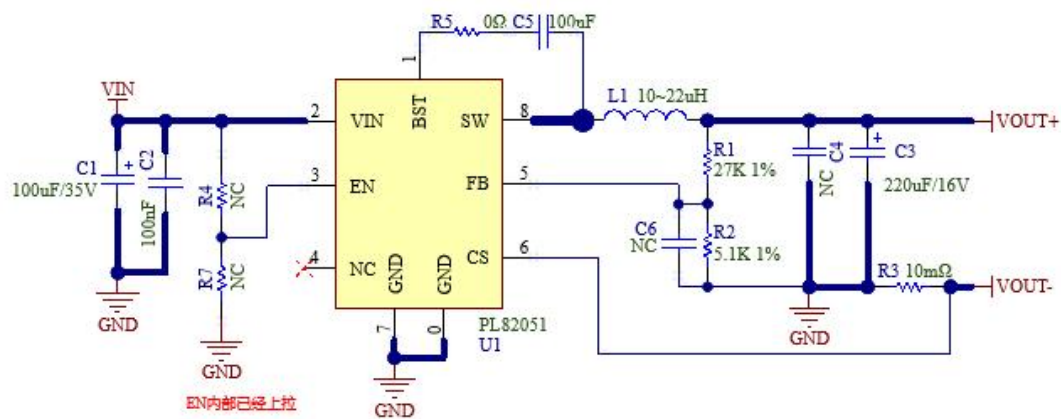 R5 0Ω C5 100nF
1
VIN
2 VIN BST SW 8
L1 10~22uH
VOUT+
C1 + C2
100uF/35V
100nF
R4 NC
3 EN
FB 5
R1
27K 1%
C4
NC
+ C3
220uF/16V
R7 NC
4 NC
GND GND
CS 6
C6
NC
R2
5.1K 1%
R3 10mΩ
VOUT-
GND
7 0
PL82051
U1
GND
GND
GND
EN内部已经上拉